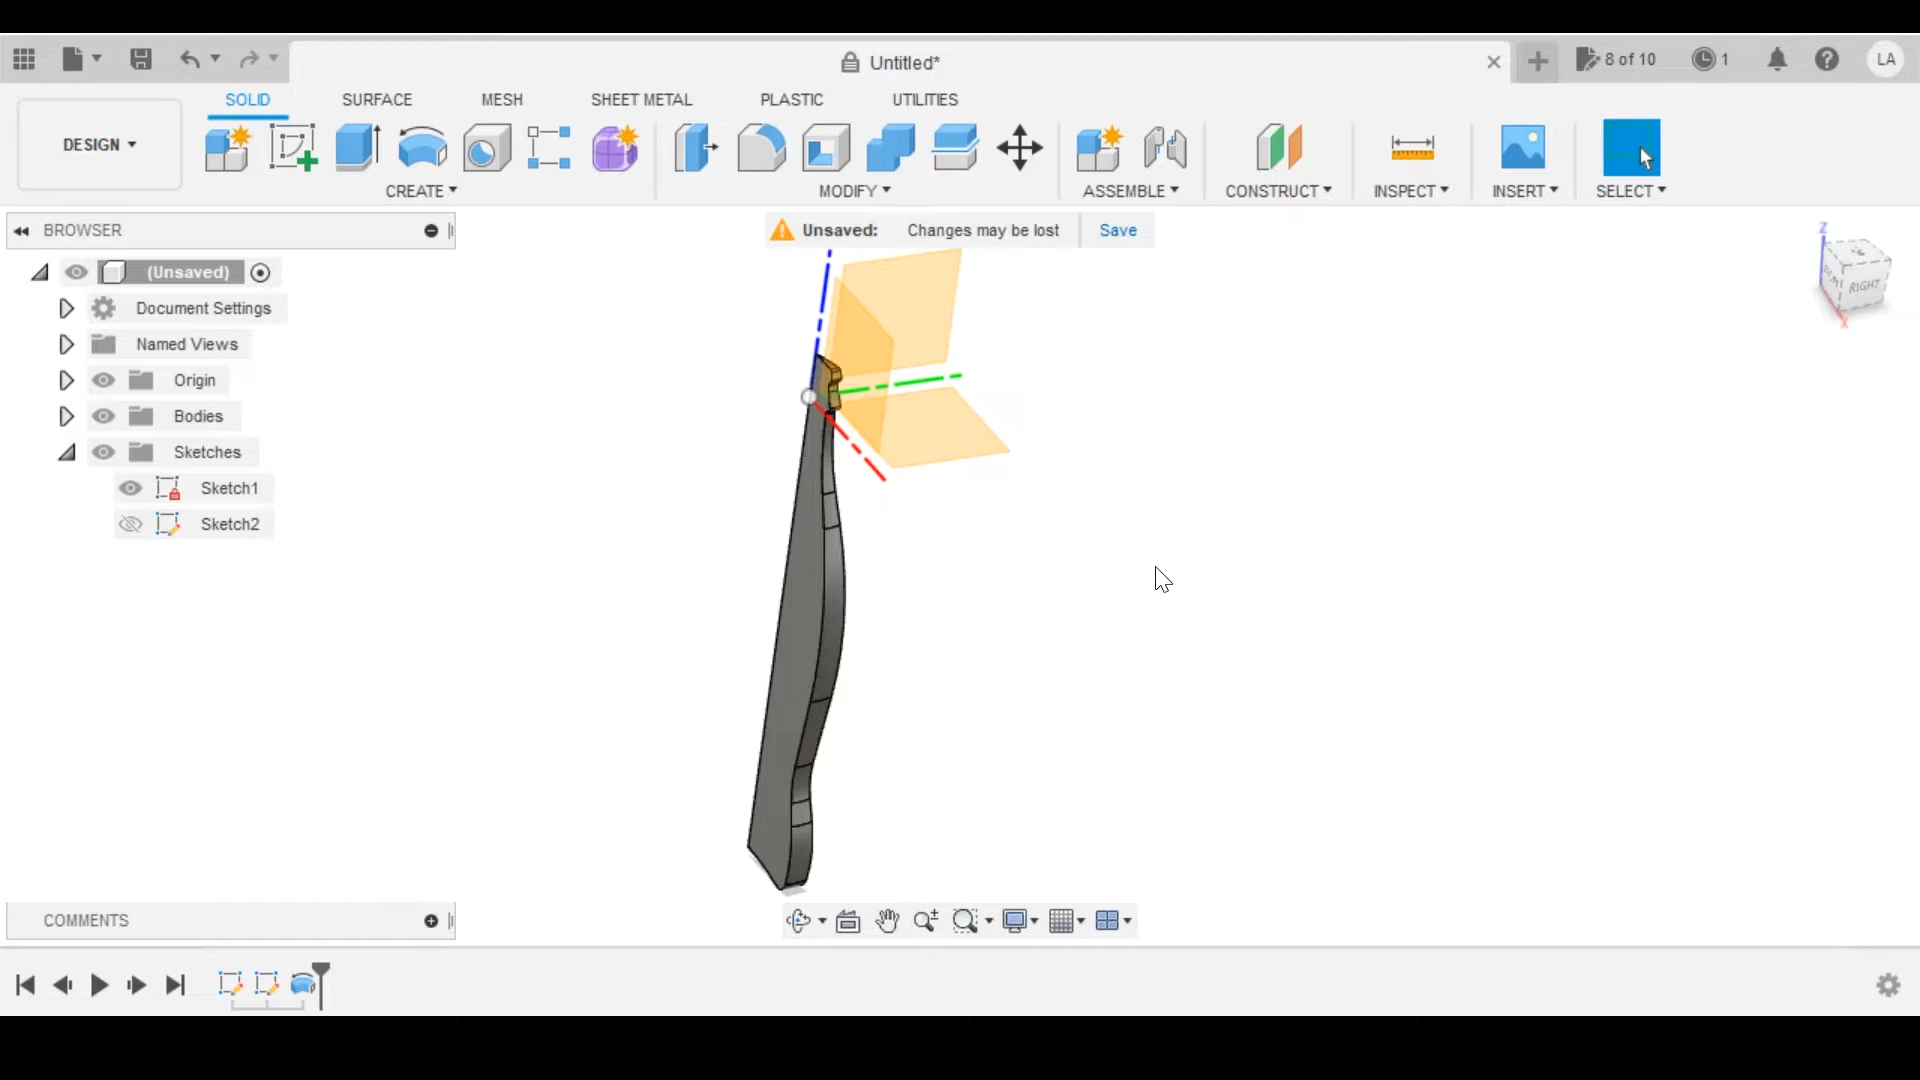 Untitled*
8 of 10
1
LA
DESIGN
SOLID
SURFACE
MESH
SHEET METAL
PLASTIC
UTILITIES
CREATE
MODIFY
ASSEMBLE
CONSTRUCT
INSPECT
INSERT
SELECT
BROWSER
Unsaved: Changes may be lost Save
(Unsaved)
Document Settings
Named Views
Origin
Bodies
Sketches
Sketch1
Sketch2
Z
RIGHT
X
COMMENTS